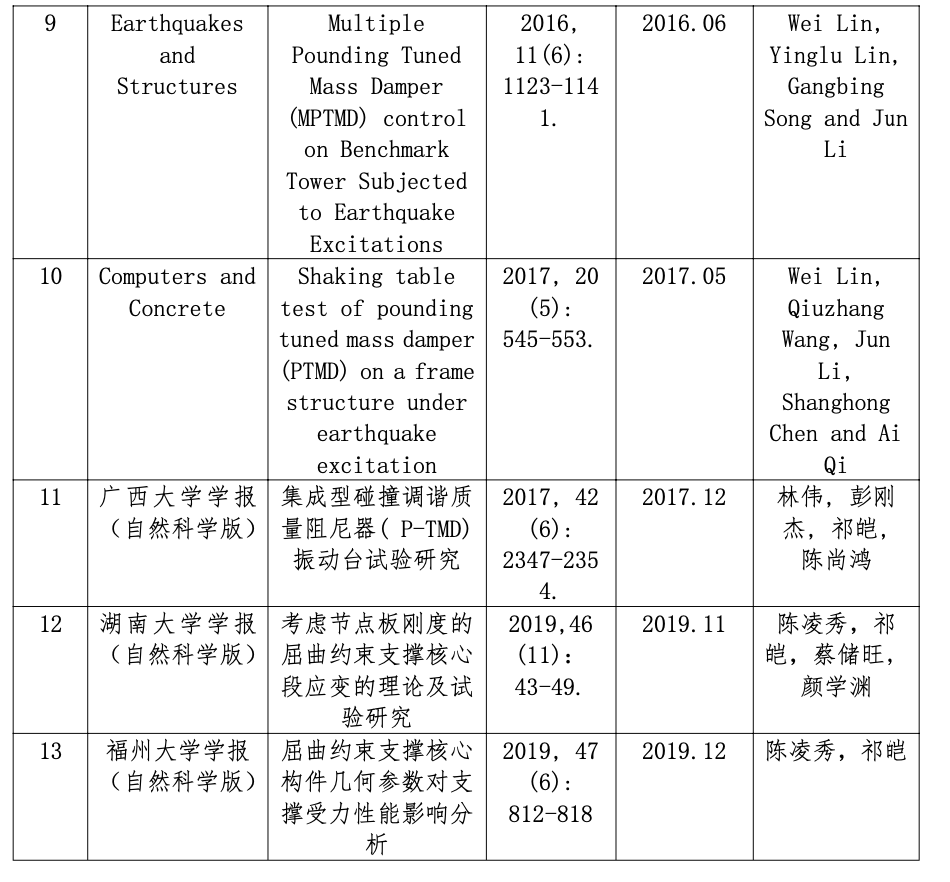 9
Earthquakes
and
Structures
Multiple
Pounding Tuned
Mass Damper
(MPTMD) control
on Benchmark
Tower Subjected
to Earthquake
Excitations
2016,
11(6):
1123-114
1.
2016.06
Wei Lin,
Yinglu Lin,
Gangbing
Song and Jun
Li
10
Computers and
Concrete
Shaking table
test of pounding
tuned mass damper
(PTMD) on a frame
structure under
earthquake
excitation
2017, 20
(5):
545-553.
2017.05
Wei Lin,
Qiuzhang
Wang, Jun
Li,
Shanghong
Chen and Ai
Qi
11
广西大学学报
（自然科学版）
集成型碰撞调谐质
量阻尼器( P-TMD)
振动台试验研究
2017, 42
(6):
2347-235
4.
2017.12
林伟, 彭刚
杰, 祁皑,
陈尚鸿
12
湖南大学学报
（自然科学版）
考虑节点板刚度的
屈曲约束支撑核心
段应变的理论及试
验研究
2019,46
(11):
43-49.
2019.11
陈凌秀, 祁
皑, 蔡储旺,
颜学渊
13
福州大学学报
（自然科学版）
屈曲约束支撑核心
构件几何参数对支
撑受力性能影响分
析
2019, 47
(6):
812-818
2019.12
陈凌秀, 祁皑